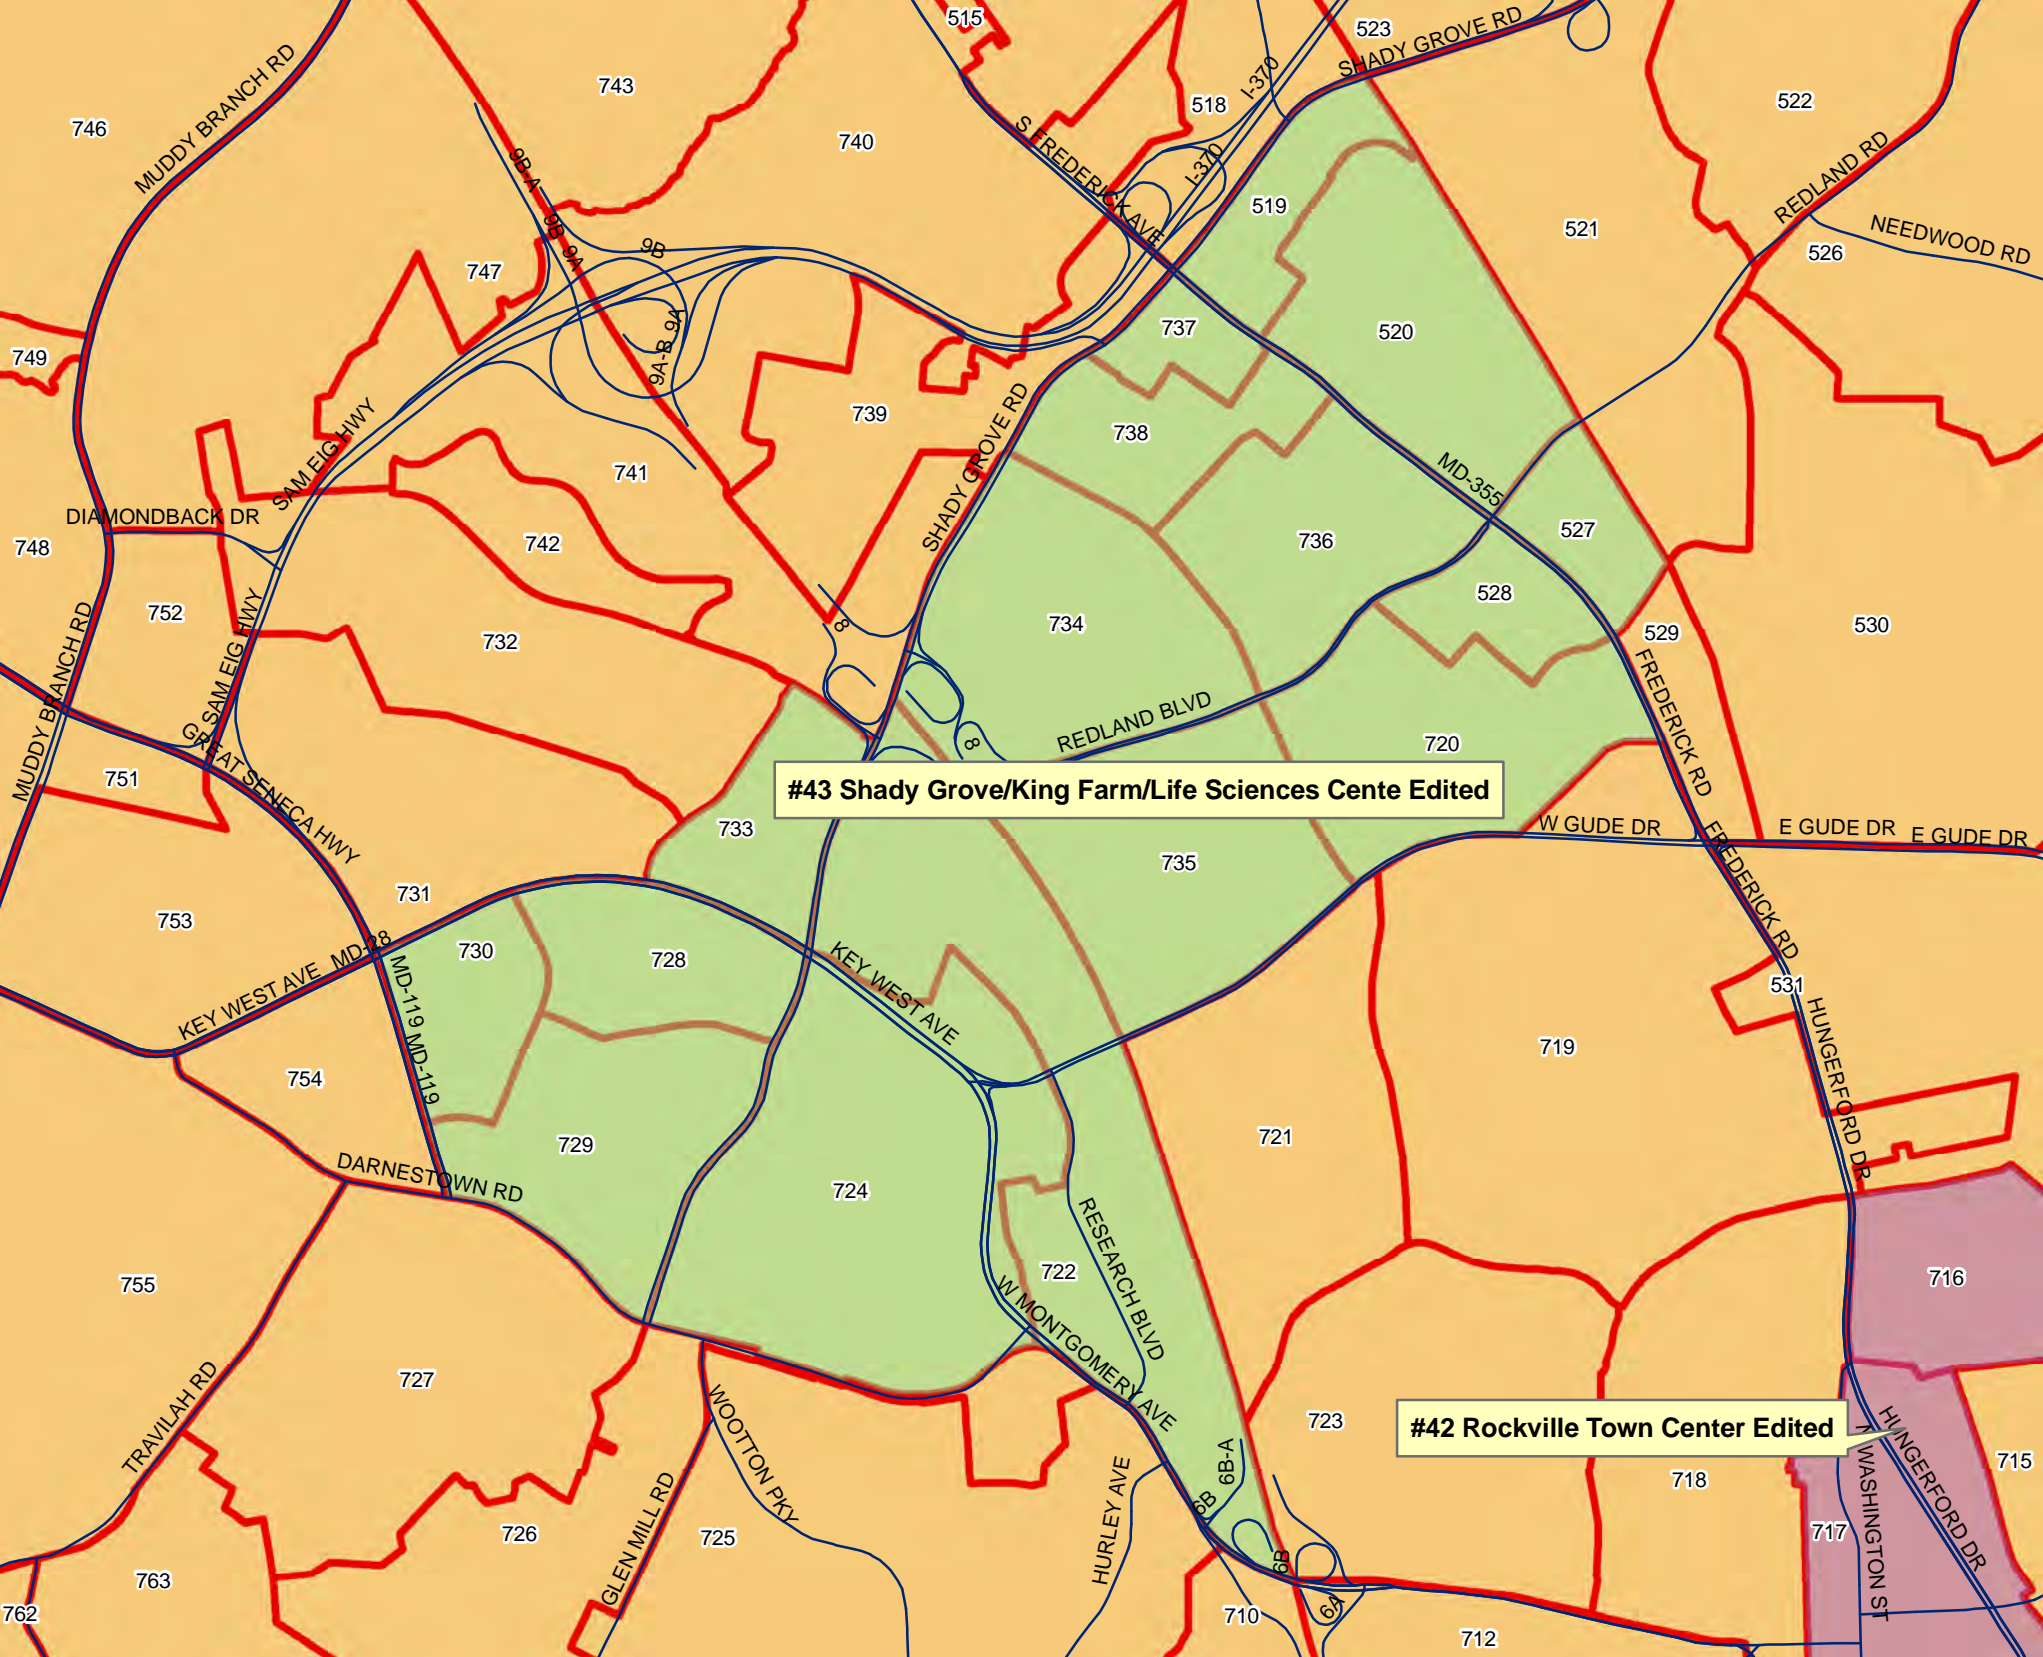 515
523
SHADY GROVE RD
MUDDY BRANCH RD
743
I-370
518
522
746
740
S FREDERICK AVE
9B-A
I-370
REDLAND RD
519
9B
9A
521
NEEDWOOD RD
9B
526
747
737
520
9A
9A-B
749
SHADY GROVE RD
739
738
SAM EIG HWY
741
MD-355
DIAMONDBACK DR
748
742
736
527
528
752
8
734
529
530
732
MUDDY BRANCH RD
SAM EIG HWY
FREDERICK RD
REDLAND BLVD
8
720
GREAT SENECA HWY
751
#43 Shady Grove/King Farm/Life Sciences Cente Edited
733
W GUDE DR
E GUDE DR
E GUDE DR
735
FREDERICK RD
731
753
MD-28
KEY WEST AVE
730
728
KEY WEST AVE
MD-119
MD-119
531
HUNGERFORD DR
719
754
721
729
DARNESTOWN RD
724
RESEARCH BLVD
722
716
755
W MONTGOMERY AVE
727
TRAVILAH RD
WOOTTON PKY
723
#42 Rockville Town Center Edited
HUNGERFORD DR
6B-A
715
718
HURLEY AVE
6B
GLEN MILL RD
726
725
717
N WASHINGTON ST
763
6B
762
710
6A
712